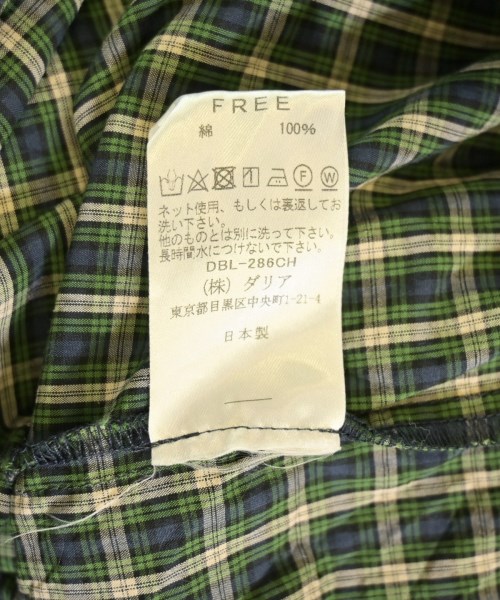 FREE
綿 100%
F W
ネット使用、もしくは裏返してお
洗い下さい。
他のものとは別に洗って下さい。
長時間水につけないで下さい。
DBL-286CH
(株) ダリア
東京都目黒区中央町1-21-4
日本製